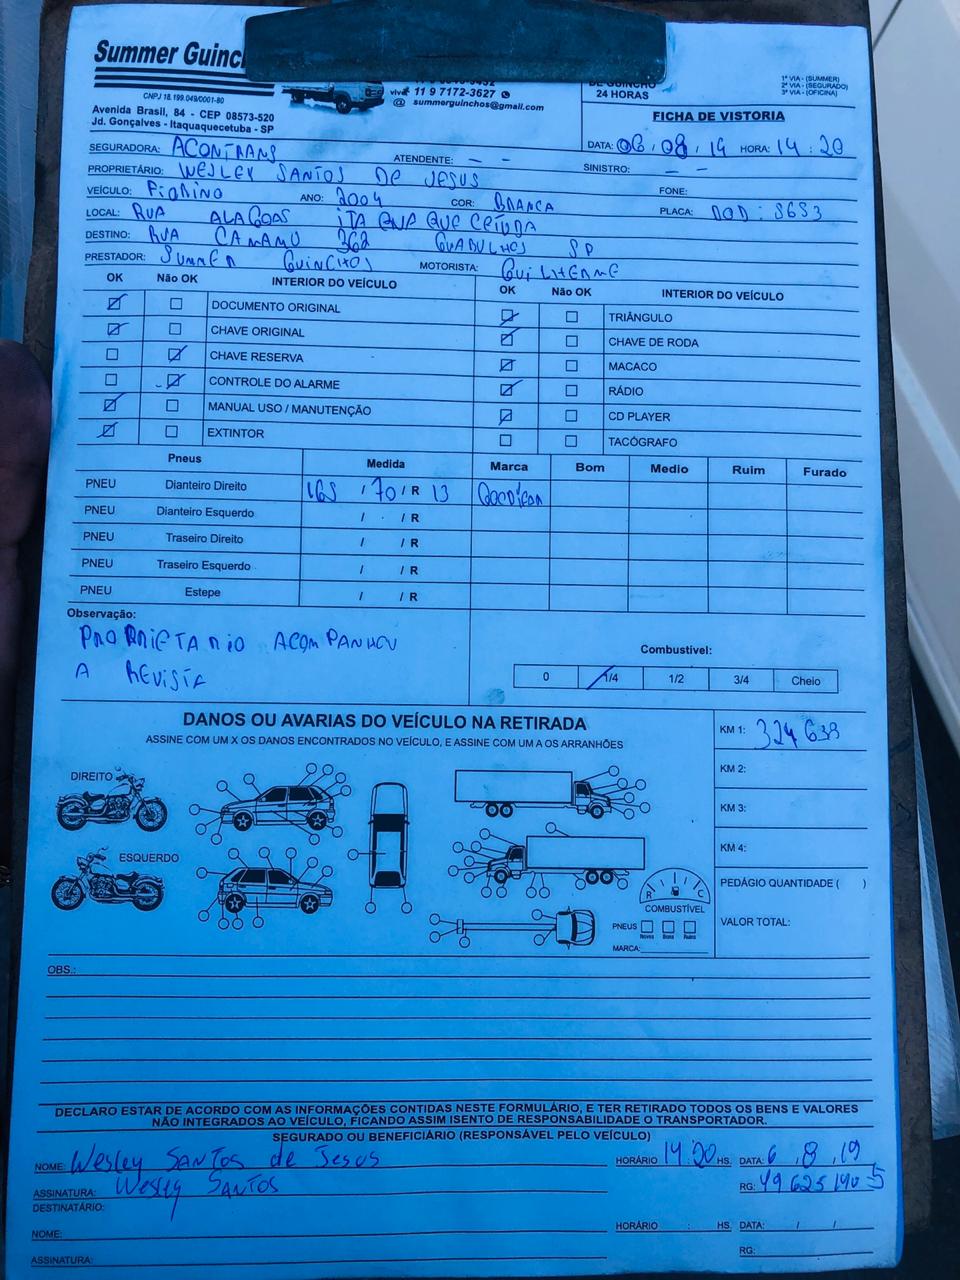 Summer Guinc
CNPJ 18.199.049/0001-80
Avenida Brasil, 84 - CEP 08573-520
Jd. Gonçalves - Itaquaquecetuba - SP
vivo 11 9 7172-3627
@ summerguinchos@gmail.com
DE GUINCHO
24 HORAS
1ª VIA - (SUMMER)
2ª VIA - (SEGURADO)
3ª VIA - (OFICINA)
FICHA DE VISTORIA
SEGURADORA: ACONTRANS ATENDENTE: - - DATA: 06/08/19 HORA: 14:20
PROPRIETÁRIO: WESLEY SANTOS DE JESUS SINISTRO: - -
VEÍCULO: FIORINO ANO: 2004 COR: BRANCA FONE:
LOCAL: RUA ALAGOAS ITAQUAQUECETUBA PLACA: DOD: 8653
DESTINO: RUA CAMAMU 362 GUARULHOS SP
PRESTADOR: SUMMER GUINCHOS MOTORISTA: GUILHERME
OK Não OK INTERIOR DO VEÍCULO OK Não OK INTERIOR DO VEÍCULO
DOCUMENTO ORIGINAL TRIÂNGULO
CHAVE ORIGINAL CHAVE DE RODA
CHAVE RESERVA MACACO
CONTROLE DO ALARME RÁDIO
MANUAL USO / MANUTENÇÃO CD PLAYER
EXTINTOR TACÓGRAFO
Pneus Medida Marca Bom Medio Ruim Furado
PNEU Dianteiro Direito 165 / 70 / R 13
PNEU Dianteiro Esquerdo / / R
PNEU Traseiro Direito / / R
PNEU Traseiro Esquerdo / / R
PNEU Estepe / / R
Observação:
PROPRIETARIO ACOMPANHOU
A REVISTA
Combustível:
0 1/4 1/2 3/4 Cheio
DANOS OU AVARIAS DO VEÍCULO NA RETIRADA
ASSINE COM UM X OS DANOS ENCONTRADOS NO VEÍCULO, E ASSINE COM UM A OS ARRANHÕES
KM 1: 324 638
KM 2:
KM 3:
KM 4:
PEDÁGIO QUANTIDADE ( )
VALOR TOTAL:
DIREITO
ESQUERDO
R C
COMBUSTÍVEL
PNEUS
Novos Bons Ruins
MARCA:
OBS.:
DECLARO ESTAR DE ACORDO COM AS INFORMAÇÕES CONTIDAS NESTE FORMULÁRIO, E TER RETIRADO TODOS OS BENS E VALORES
NÃO INTEGRADOS AO VEÍCULO, FICANDO ASSIM ISENTO DE RESPONSABILIDADE O TRANSPORTADOR.
SEGURADO OU BENEFICIÁRIO (RESPONSÁVEL PELO VEÍCULO)
NOME: Wesley SANTOS de Jesus HORÁRIO 14:20 HS. DATA: 6/8/19
ASSINATURA: Wesley SANTOS RG: 49625140 5
DESTINATÁRIO:
NOME: HORÁRIO : HS. DATA: / /
ASSINATURA: RG: